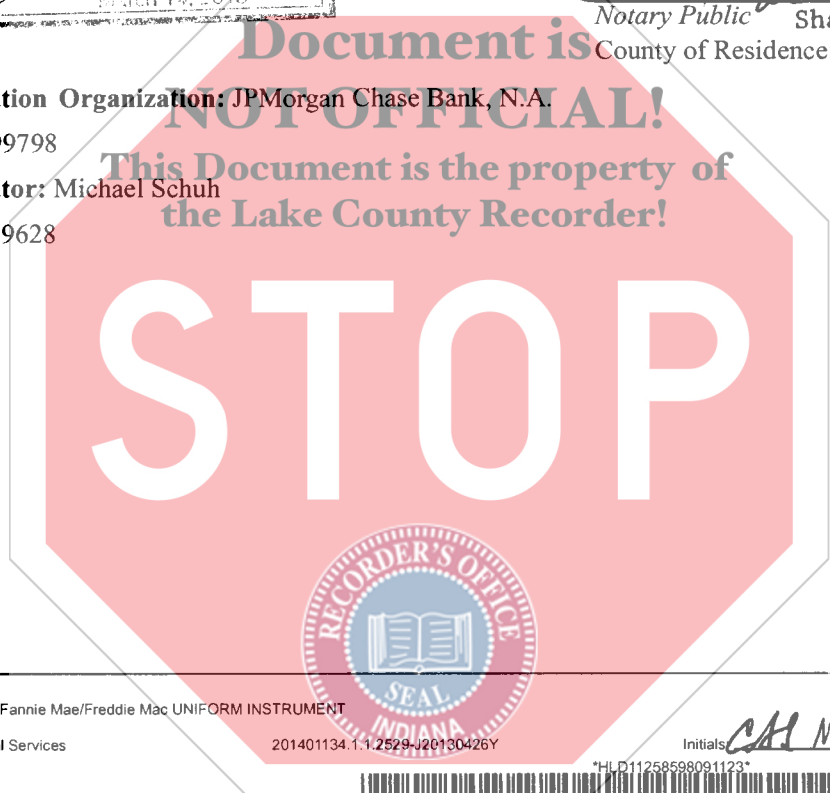 Notary Public Sha
Document is
County of Residence
tion Organization: JPMorgan Chase Bank, N.A.
NOT OFFICIAL!
99798
This Document is the property of
tor: Michael Schuh
the Lake County Recorder!
9628
STOP
RECORDER'S OFFICE
SEAL
INDIANA
Fannie Mae/Freddie Mac UNIFORM INSTRUMENT
l Services 201401134.1.1.2529-J20130426Y Initials
*HLD11258598091123*